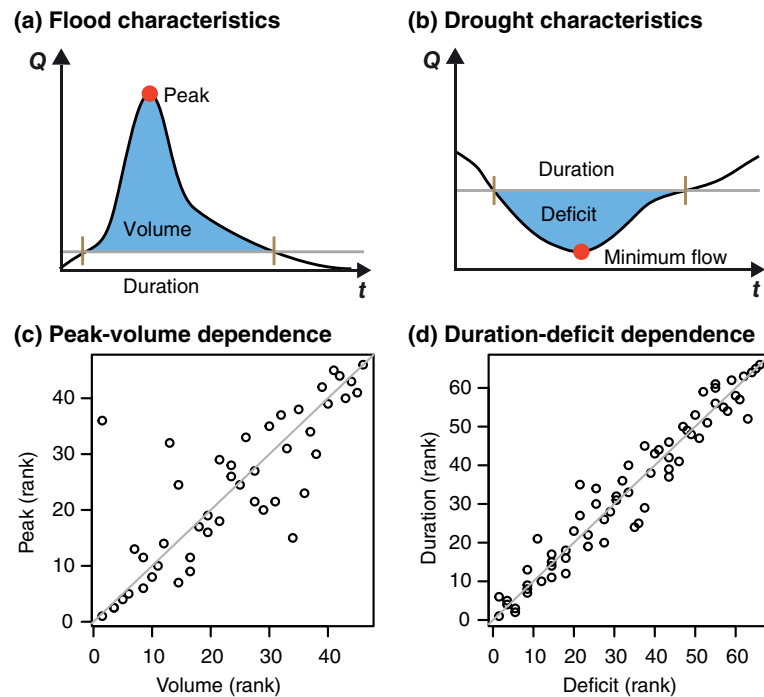 (a) Flood characteristics
Q
Peak
Volume
Duration
t
(b) Drought characteristics
Q
Duration
Deficit
Minimum flow
t
(c) Peak-volume dependence
Peak (rank)
40
30
20
10
0
0 10 20 30 40
Volume (rank)
(d) Duration-deficit dependence
Duration (rank)
60
50
40
30
20
10
0
0 10 20 30 40 50 60
Deficit (rank)